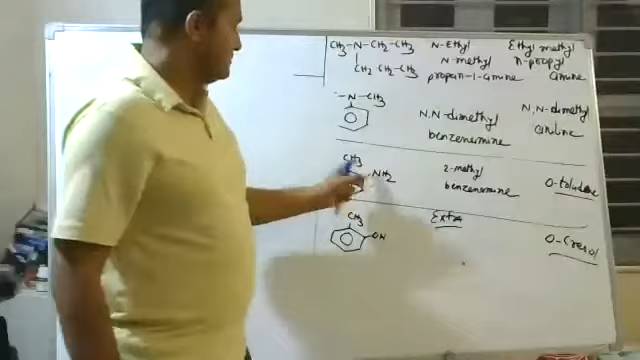 CH3 – N – CH2 – CH3 N-Ethyl Ethyl methyl
CH2 CH2 CH3 N-methyl n-propyl
propan-1-amine amine
– N – CH3 N,N-dimethyl N,N-dimethyl
benzenamine aniline
CH3
NH2 2-methyl
benzenamine O-toluidene
CH3 Extra
OH O-Cresol